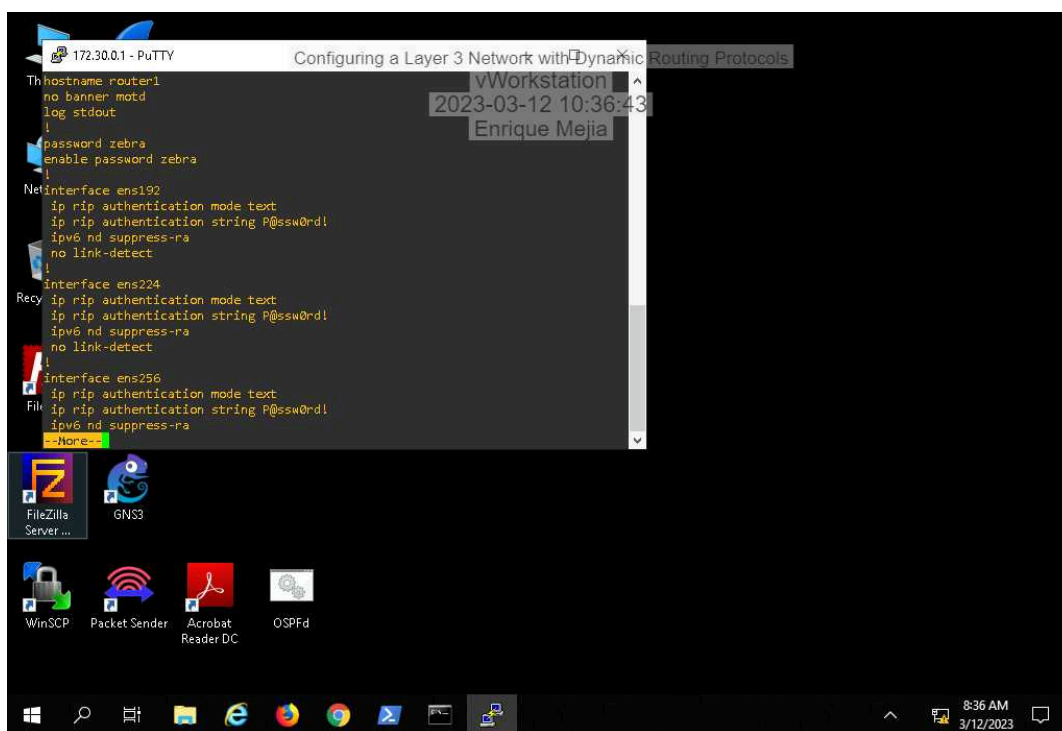 172.30.0.1 - PuTTY
Configuring a Layer 3 Network with Dynamic Routing Protocols
vWorkstation
2023-03-12 10:36:43
Enrique Mejia
Th
hostname router1
no banner motd
log stdout
!
password zebra
enable password zebra
!
Net
interface ens192
ip rip authentication mode text
ip rip authentication string P@ssw0rd!
ipv6 nd suppress-ra
no link-detect
!
interface ens224
Recy
ip rip authentication mode text
ip rip authentication string P@ssw0rd!
ipv6 nd suppress-ra
no link-detect
!
interface ens256
ip rip authentication mode text
File
ip rip authentication string P@ssw0rd!
ipv6 nd suppress-ra
--More--
FileZilla
Server ...
GNS3
WinSCP
Packet Sender
Acrobat
Reader DC
OSPFd
8:36 AM
3/12/2023